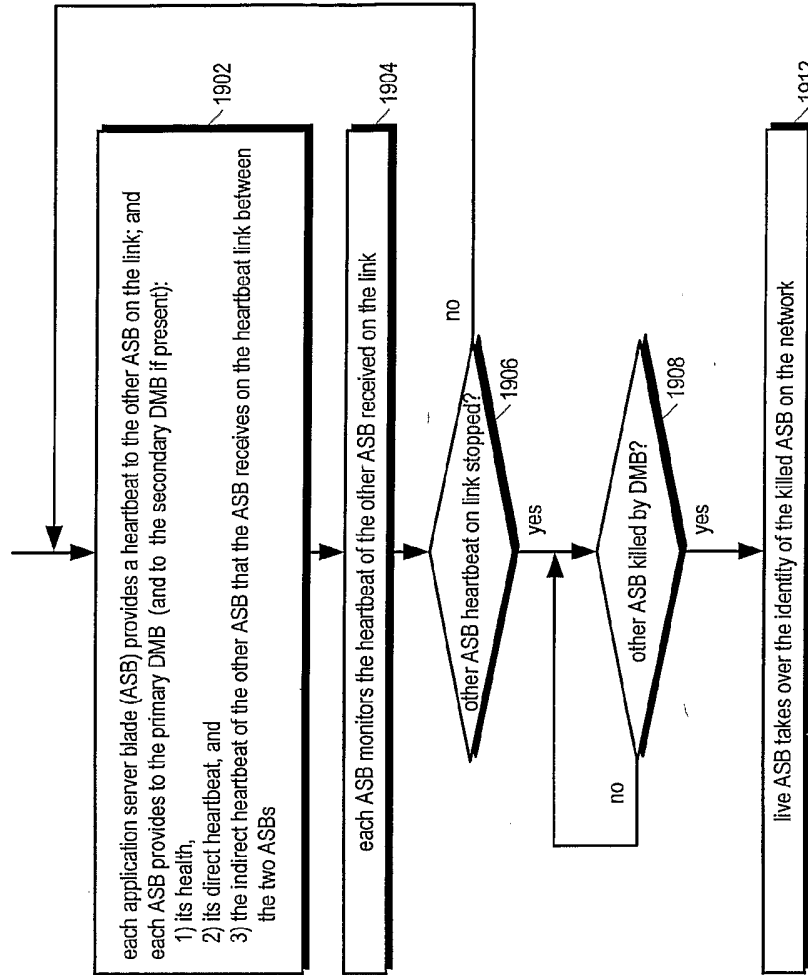 each application server blade (ASB) provides a heartbeat to the other ASB on the link; and
each ASB provides to the primary DMB (and to the secondary DMB if present):
1) its health,
2) its direct heartbeat, and
3) the indirect heartbeat of the other ASB that the ASB receives on the heartbeat link between
the two ASBs
1902
each ASB monitors the heartbeat of the other ASB received on the link
1904
other ASB heartbeat on link stopped?
no
1906
yes
other ASB killed by DMB?
no
1908
yes
live ASB takes over the identity of the killed ASB on the network
1912